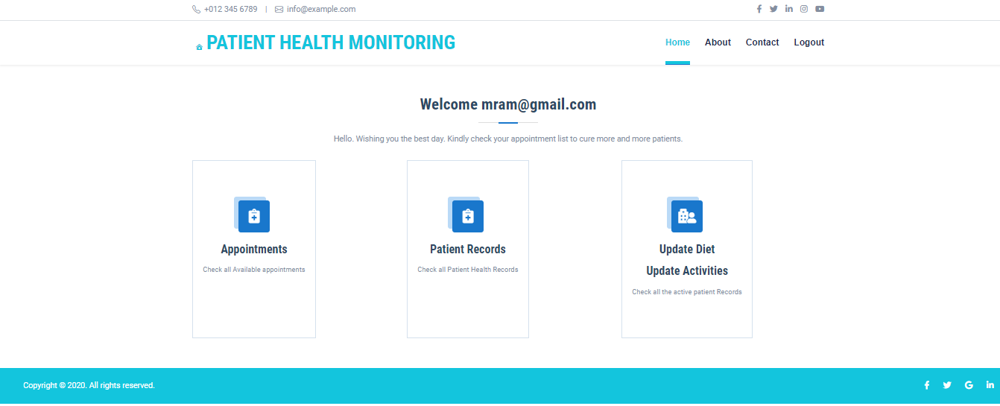 +012 345 6789 | info@example.com
PATIENT HEALTH MONITORING
Home About Contact Logout
Welcome mram@gmail.com
Hello. Wishing you the best day. Kindly check your appointment list to cure more and more patients.
Appointments
Check all Available appointments
Patient Records
Check all Patient Health Records
Update Diet
Update Activities
Check all the active patient Records
Copyright © 2020. All rights reserved.